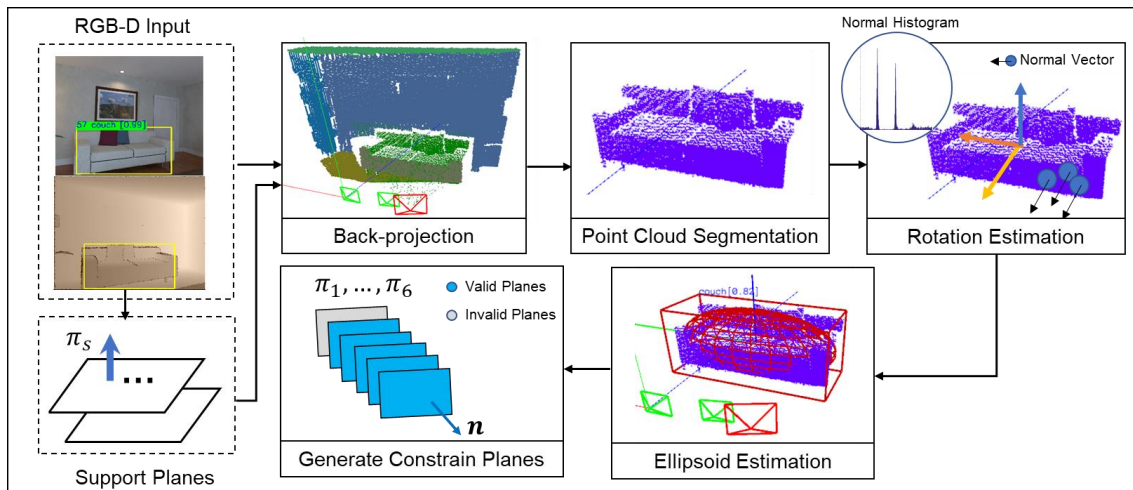 RGB-D Input
57 couch [0.99]
Back-projection
Point Cloud Segmentation
Normal Histogram
Normal Vector
Rotation Estimation
πₛ
...
Support Planes
π₁, ..., π₆
Valid Planes
Invalid Planes
n
Generate Constrain Planes
couch[0.82]
Ellipsoid Estimation